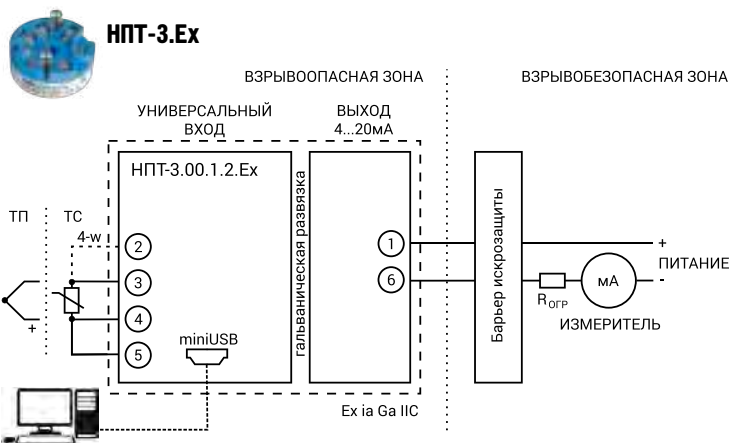 НПТ-3.Ex
ВЗРЫВООПАСНАЯ ЗОНА
ВЗРЫВОБЕЗОПАСНАЯ ЗОНА
УНИВЕРСАЛЬНЫЙ
ВХОД
ВЫХОД
4...20мА
НПТ-3.00.1.2.Ex
гальваническая развязка
Барьер искрозащиты
ТП
ТС
4-w
2
3
4
5
1
6
+
ПИТАНИЕ
-
мА
RОГР
ИЗМЕРИТЕЛЬ
+
miniUSB
Ex ia Ga IIC